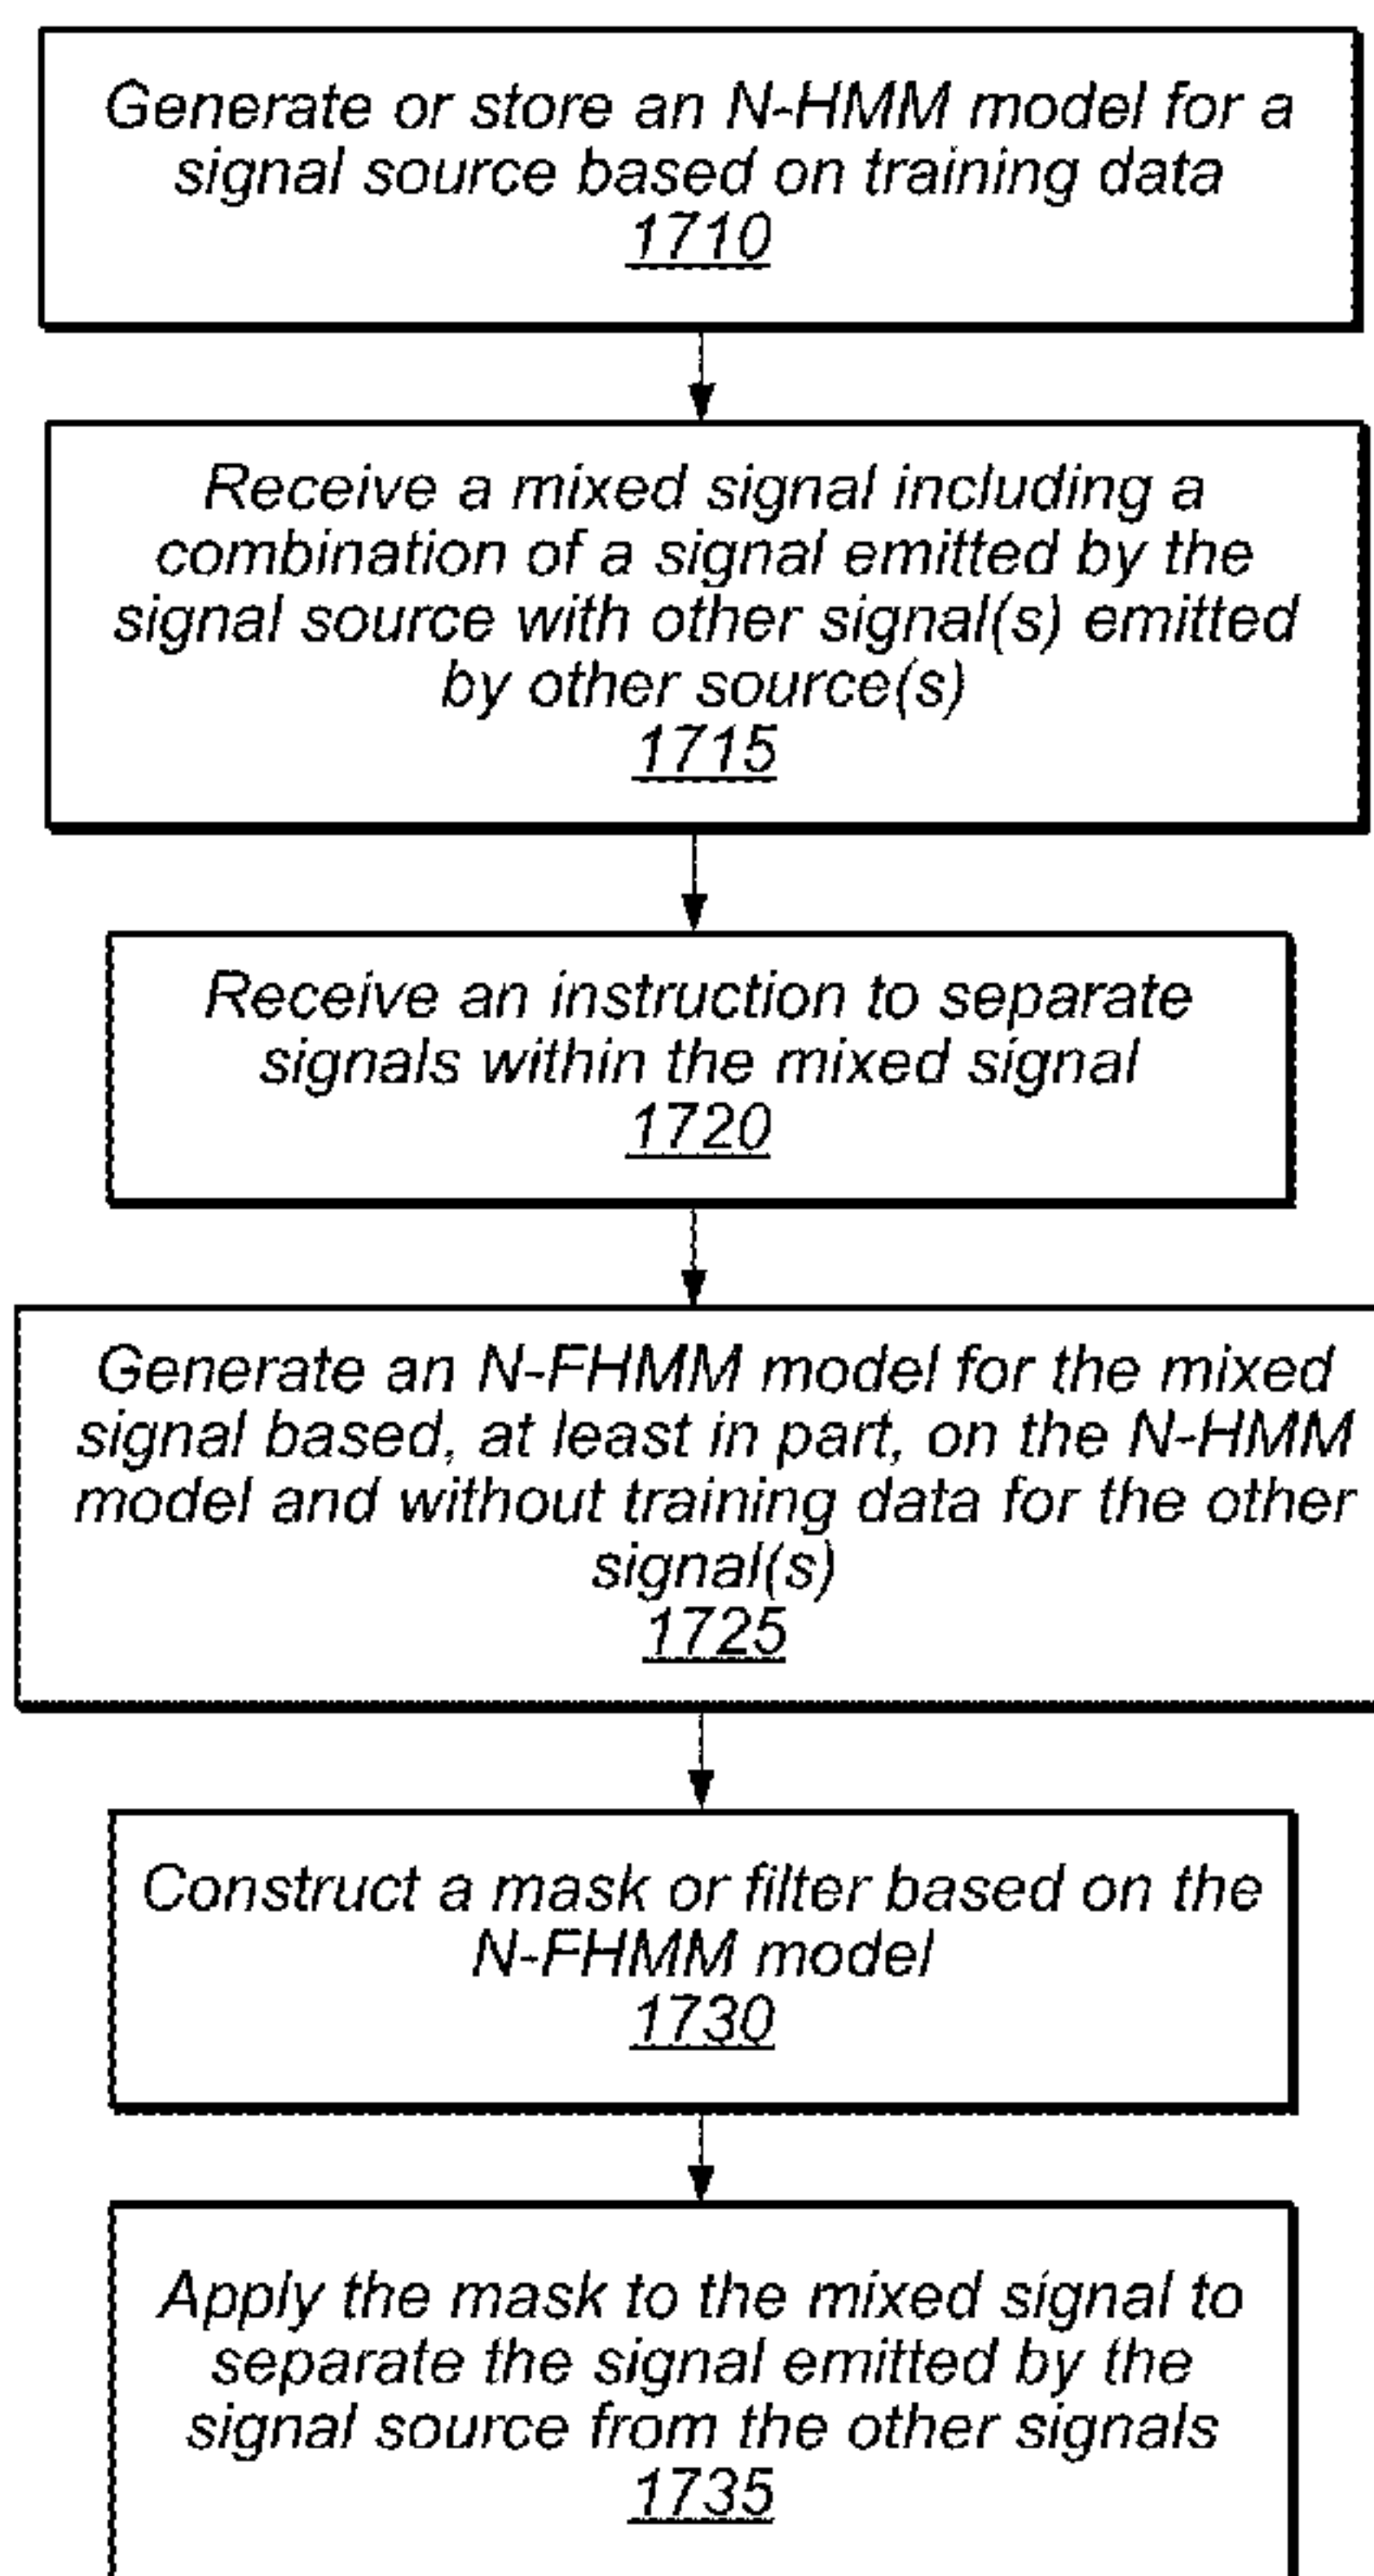 Generate or store an N-HMM model for a
signal source based on training data
1710
Receive a mixed signal including a
combination of a signal emitted by the
signal source with other signal(s) emitted
by other source(s)
1715
Receive an instruction to separate
signals within the mixed signal
1720
Generate an N-FHMM model for the mixed
signal based, at least in part, on the N-HMM
model and without training data for the other
signal(s)
1725
Construct a mask or filter based on the
N-FHMM model
1730
Apply the mask to the mixed signal to
separate the signal emitted by the
signal source from the other signals
1735